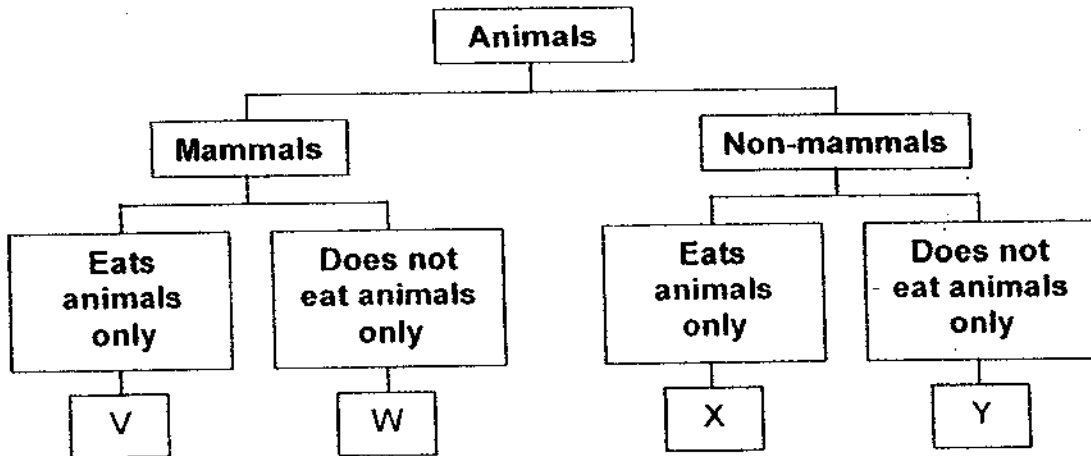 Animals
Mammals
Non-mammals
Eats
animals
only
Does not
eat animals
only
Eats
animals
only
Does not
eat animals
only
V
W
X
Y